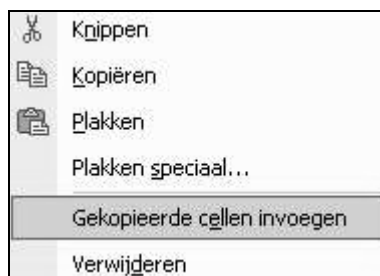 Knippen
Kopiëren
Plakken
Plakken speciaal...
Gekopieerde cellen invoegen
Verwijderen